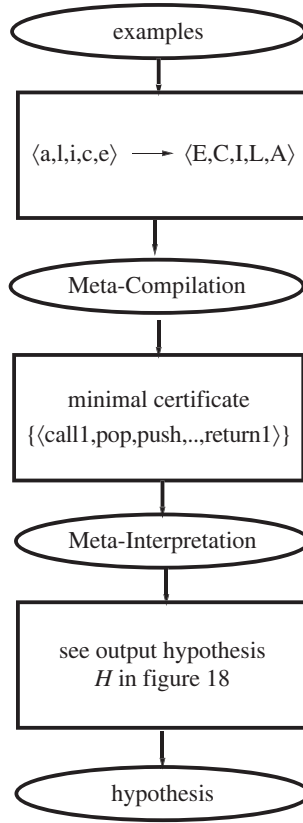 examples
⟨a,l,i,c,e⟩ ⟶ ⟨E,C,I,L,A⟩
Meta-Compilation
minimal certificate
{⟨call1,pop,push,..,return1⟩}
Meta-Interpretation
see output hypothesis
H in figure 18
hypothesis